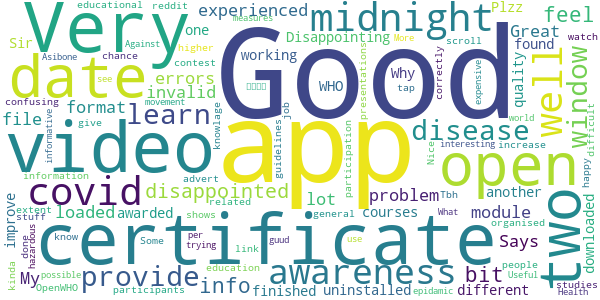 Very
educational
reddit
contest
Against
measures
Asibone
Sir
date
errors
invalid
experienced
Disappointing
midnight
Plzz
feel
Great
found
one
More
higher
chance
see
WHO
working
Why
scroll
tap
correctly
presentations
expensive
quality
well
window
watch
confusing
format
file
learn
Good
app
video
knowlage
job
guidelines
participation
disease
open
Nice
interesting
increase
world
difficult
happy
informative
movement
give
information
covid
disappointed
problem
another
Tbh
What
organised
two
downloaded
extent
stuff
loaded
awarded
lot
courses
module
related
shows
advert
general
certificate
Says
improve
know
Some
per
trying
link
guud
use
kinda
done
hazardous
My
provide
info
awareness
bit
people
Useful
education
finished
uninstalled
different
studies
Health
possible
OpenWHO
participants
epidemic